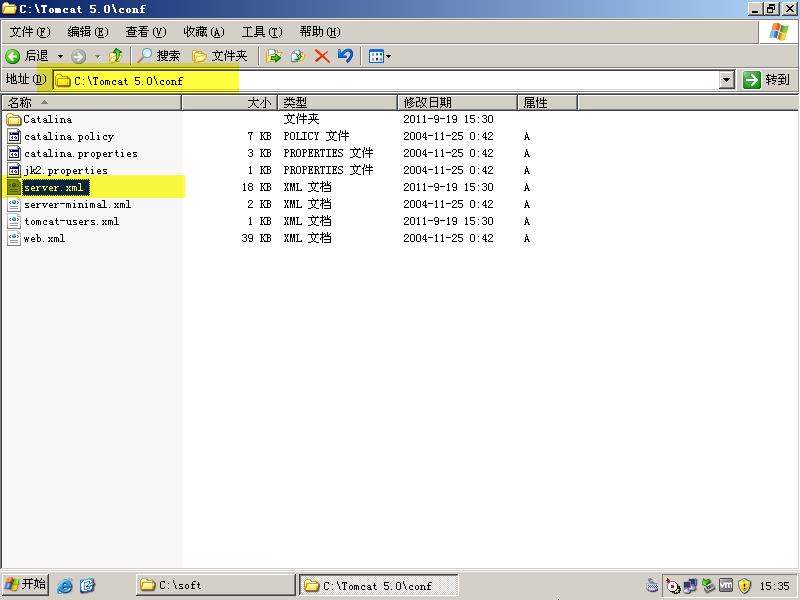 C:\Tomcat 5.0\conf
文件(F) 编辑(E) 查看(V) 收藏(A) 工具(T) 帮助(H)
后退 搜索 文件夹
地址(D) C:\Tomcat 5.0\conf 转到
名称 大小 类型 修改日期 属性
Catalina 文件夹 2011-9-19 15:30
catalina.policy 7 KB POLICY 文件 2004-11-25 0:42 A
catalina.properties 3 KB PROPERTIES 文件 2004-11-25 0:42 A
jk2.properties 1 KB PROPERTIES 文件 2004-11-25 0:42 A
server.xml 18 KB XML 文档 2011-9-19 15:30 A
server-minimal.xml 2 KB XML 文档 2004-11-25 0:42 A
tomcat-users.xml 1 KB XML 文档 2011-9-19 15:30 A
web.xml 39 KB XML 文档 2004-11-25 0:42 A
开始 C:\soft C:\Tomcat 5.0\conf 15:35